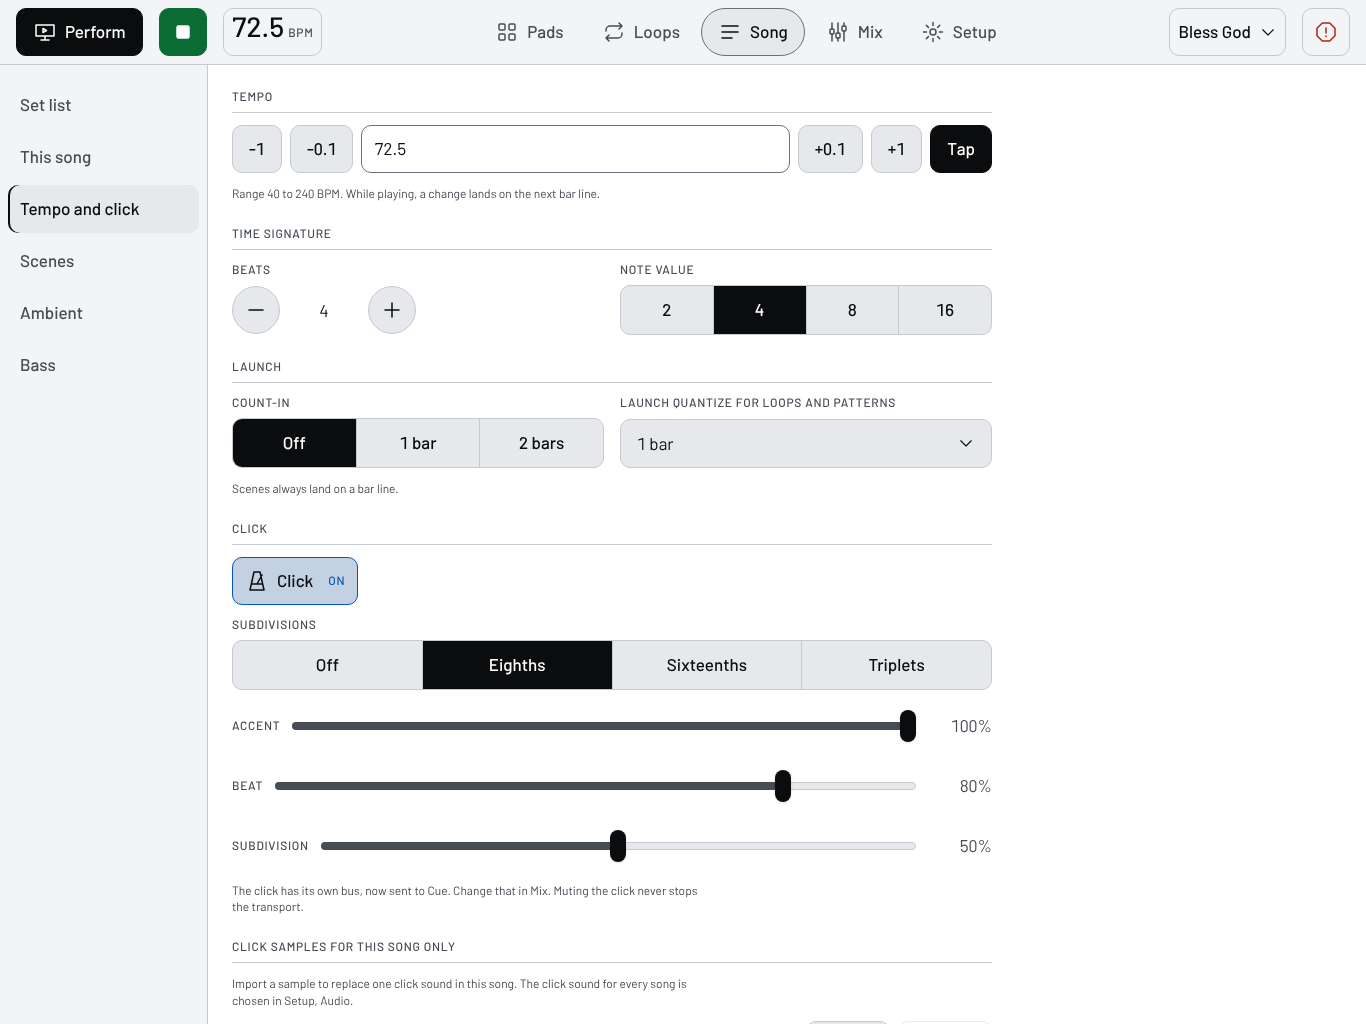 Perform
72.5 BPM
Pads
Loops
Song
Mix
Setup
Bless God
Set list
This song
Tempo and click
Scenes
Ambient
Bass
TEMPO
-1
-0.1
72.5
+0.1
+1
Tap
Range 40 to 240 BPM. While playing, a change lands on the next bar line.
TIME SIGNATURE
BEATS
4
NOTE VALUE
2
4
8
16
LAUNCH
COUNT-IN
Off
1 bar
2 bars
LAUNCH QUANTIZE FOR LOOPS AND PATTERNS
1 bar
Scenes always land on a bar line.
CLICK
Click ON
SUBDIVISIONS
Off
Eighths
Sixteenths
Triplets
ACCENT
100%
BEAT
80%
SUBDIVISION
50%
The click has its own bus, now sent to Cue. Change that in Mix. Muting the click never stops
the transport.
CLICK SAMPLES FOR THIS SONG ONLY
Import a sample to replace one click sound in this song. The click sound for every song is
chosen in Setup, Audio.